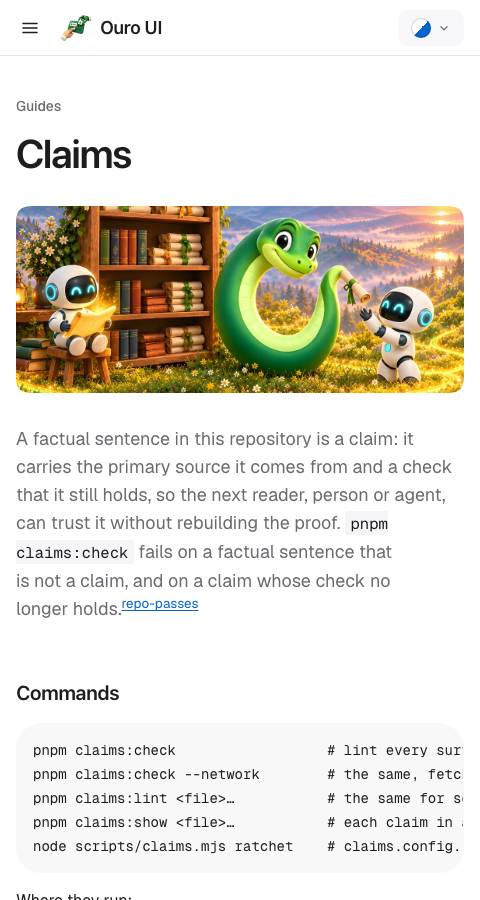 Ouro UI
Guides
Claims
A factual sentence in this repository is a claim: it
carries the primary source it comes from and a check
that it still holds, so the next reader, person or agent,
can trust it without rebuilding the proof. pnpm
claims:check fails on a factual sentence that
is not a claim, and on a claim whose check no
longer holds.repo-passes
Commands
pnpm claims:check # lint every
pnpm claims:check --network # the same,
pnpm claims:lint <file>… # the same for
pnpm claims:show <file>… # each claim in
node scripts/claims.mjs ratchet # claims.config.
Where they run: